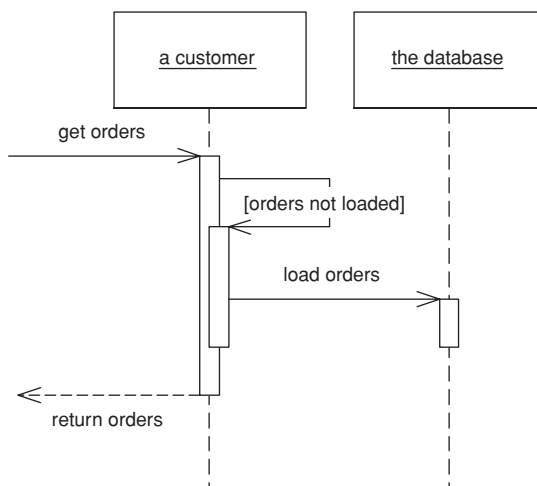 a customer
the database
get orders
[orders not loaded]
load orders
return orders